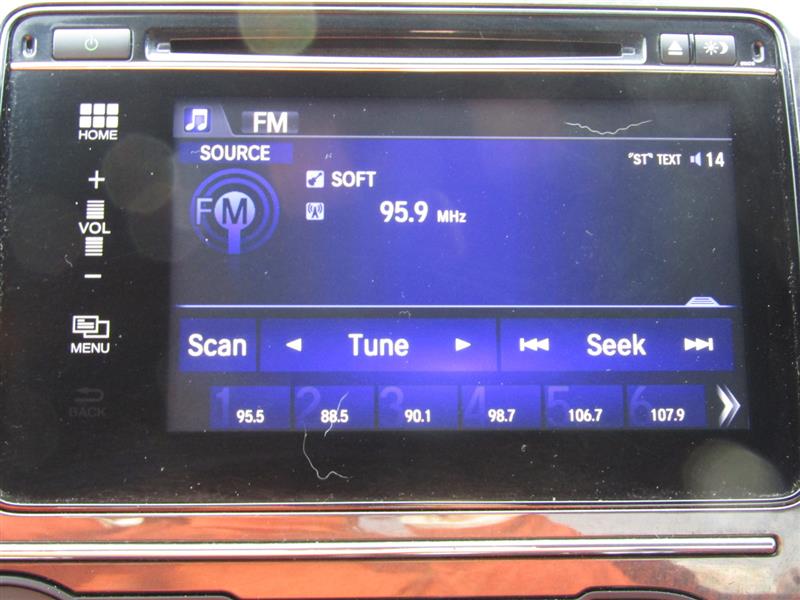 FM
HOME
SOURCE
"ST" TEXT 14
SOFT
FM
95.9 MHz
+
VOL
−
MENU
Scan Tune Seek
BACK
1 95.5 2 88.5 3 90.1 4 98.7 5 106.7 6 107.9